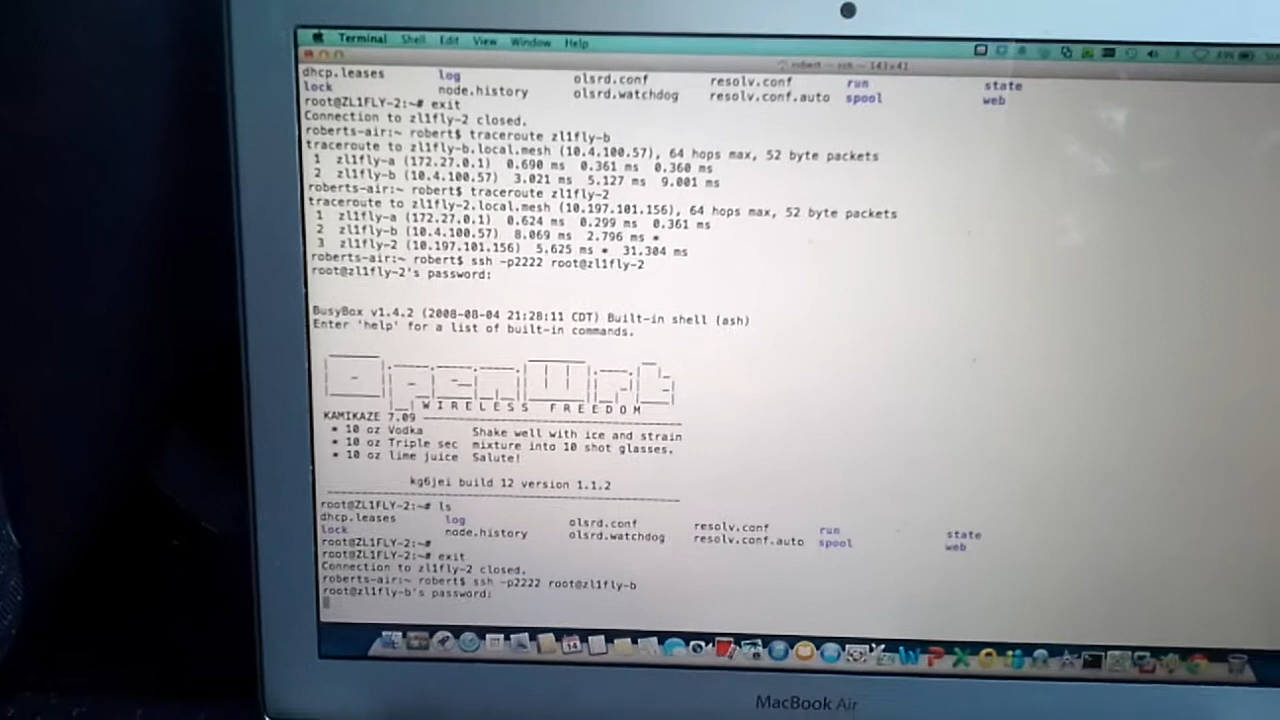 Terminal Shell Edit View Window Help
robert — ssh — 143×41
dhcp.leases log olsrd.conf resolv.conf run state
lock node.history olsrd.watchdog resolv.conf.auto spool web
root@ZL1FLY-2:~# exit
Connection to zl1fly-2 closed.
roberts-air:~ robert$ traceroute zl1fly-b
traceroute to zl1fly-b.local.mesh (10.4.100.57), 64 hops max, 52 byte packets
1 zl1fly-a (172.27.0.1) 0.690 ms 0.361 ms 0.360 ms
2 zl1fly-b (10.4.100.57) 3.021 ms 5.127 ms 9.001 ms
roberts-air:~ robert$ traceroute zl1fly-2
traceroute to zl1fly-2.local.mesh (10.197.101.156), 64 hops max, 52 byte packets
1 zl1fly-a (172.27.0.1) 0.624 ms 0.299 ms 0.361 ms
2 zl1fly-b (10.4.100.57) 8.069 ms 2.796 ms *
3 zl1fly-2 (10.197.101.156) 5.625 ms * 31.304 ms
roberts-air:~ robert$ ssh -p2222 root@zl1fly-2
root@zl1fly-2's password:
BusyBox v1.4.2 (2008-08-04 21:28:11 CDT) Built-in shell (ash)
Enter 'help' for a list of built-in commands.
W I R E L E S S F R E E D O M
KAMIKAZE 7.09
* 10 oz Vodka Shake well with ice and strain
* 10 oz Triple sec mixture into 10 shot glasses.
* 10 oz lime juice Salute!
kg6jei build 12 version 1.1.2
root@ZL1FLY-2:~# ls
dhcp.leases log olsrd.conf resolv.conf run state
lock node.history olsrd.watchdog resolv.conf.auto spool web
root@ZL1FLY-2:~#
root@ZL1FLY-2:~# exit
Connection to zl1fly-2 closed.
roberts-air:~ robert$ ssh -p2222 root@zl1fly-b
root@zl1fly-b's password:
14
MacBook Air